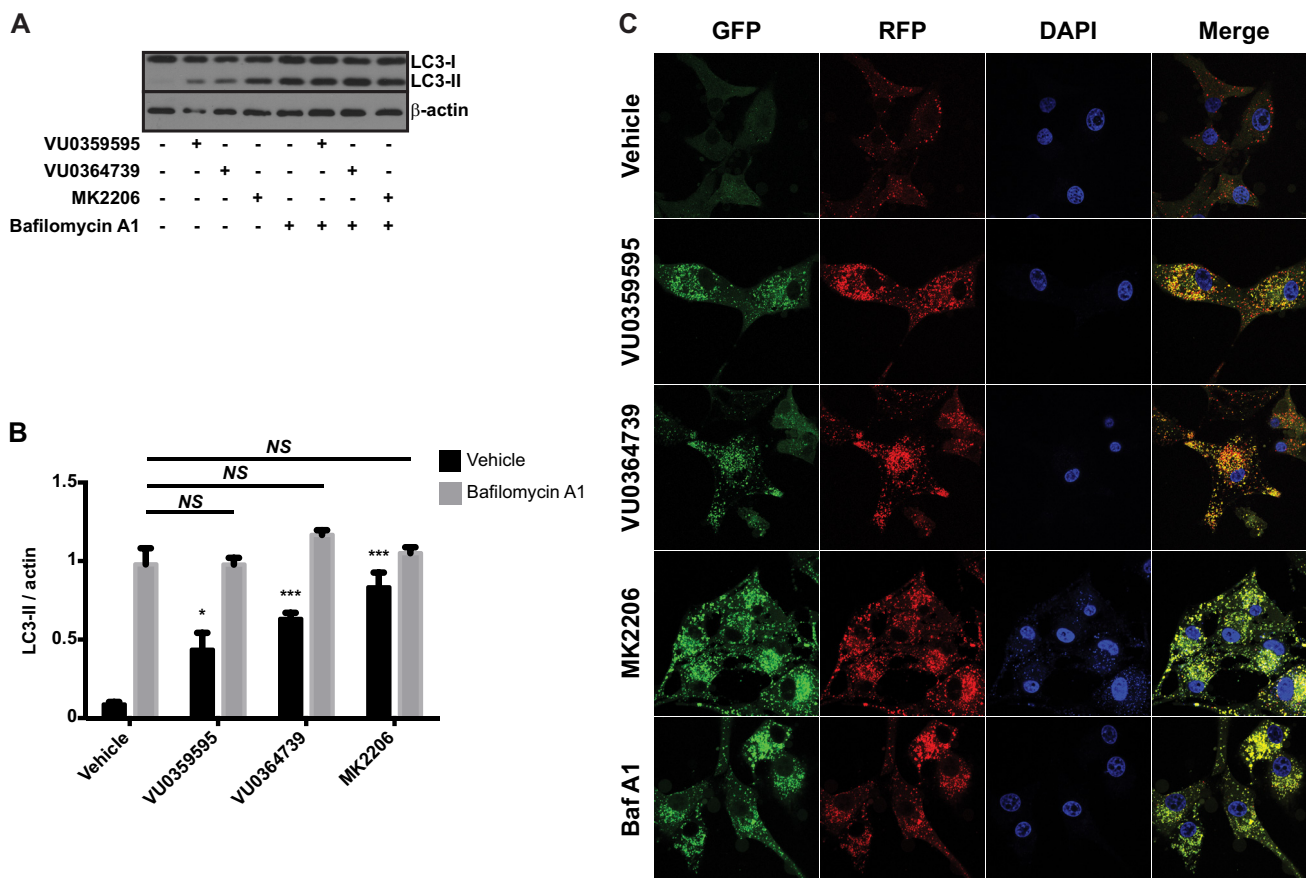 A
LC3-I
LC3-II
β-actin
VU0359595 - + - - - + - -
VU0364739 - - + - - - + -
MK2206 - - - + - - - +
Bafilomycin A1 - - - - + + + +
B
NS
NS
NS
Vehicle
Bafilomycin A1
1.5
1
0.5
0
LC3-II / actin
*
***
***
Vehicle
VU0359595
VU0364739
MK2206
C
GFP RFP DAPI Merge
Vehicle
VU0359595
VU0364739
MK2206
Baf A1